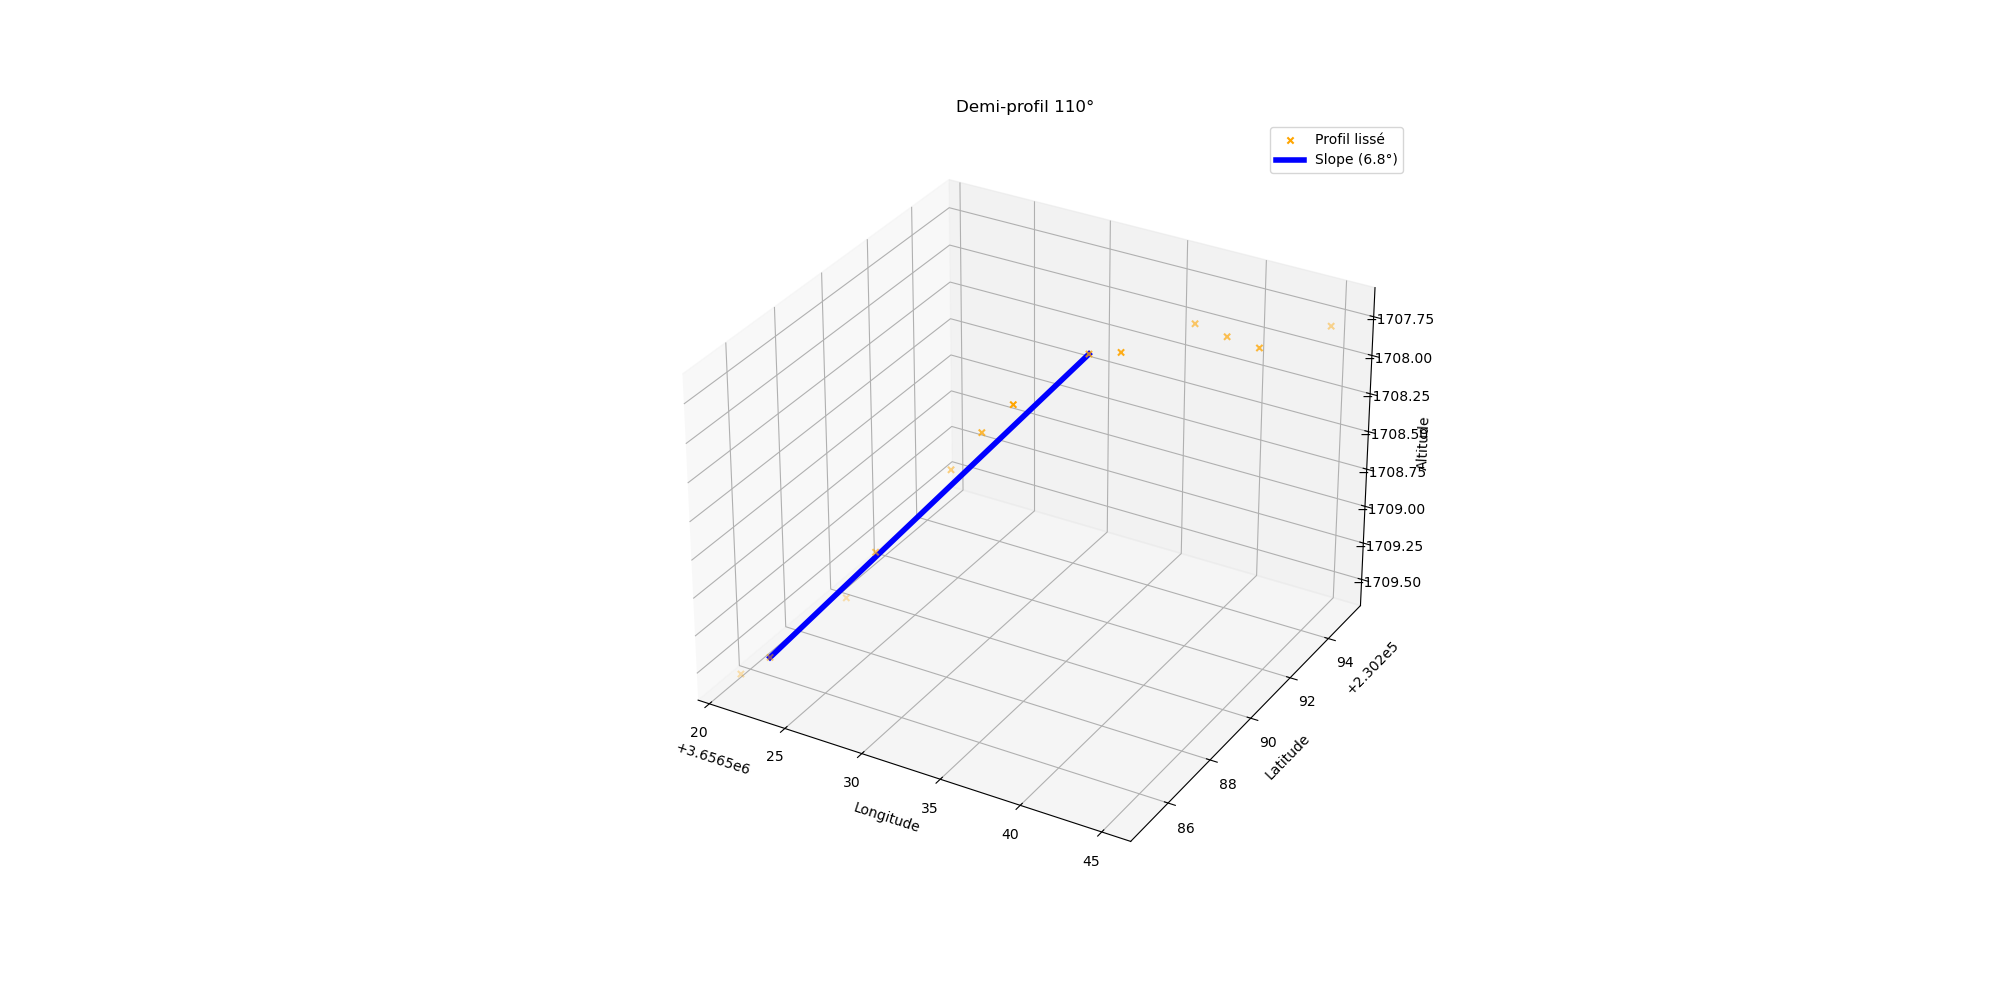 Demi-profil 110°
Profil lissé
Slope (6.8°)
−1707.75
−1708.00
−1708.25
−1708.50
−1708.75
−1709.00
−1709.25
−1709.50
Altitude
94
92
90
88
86
+2.302e5
Latitude
20
25
30
35
40
45
+3.6565e6
Longitude